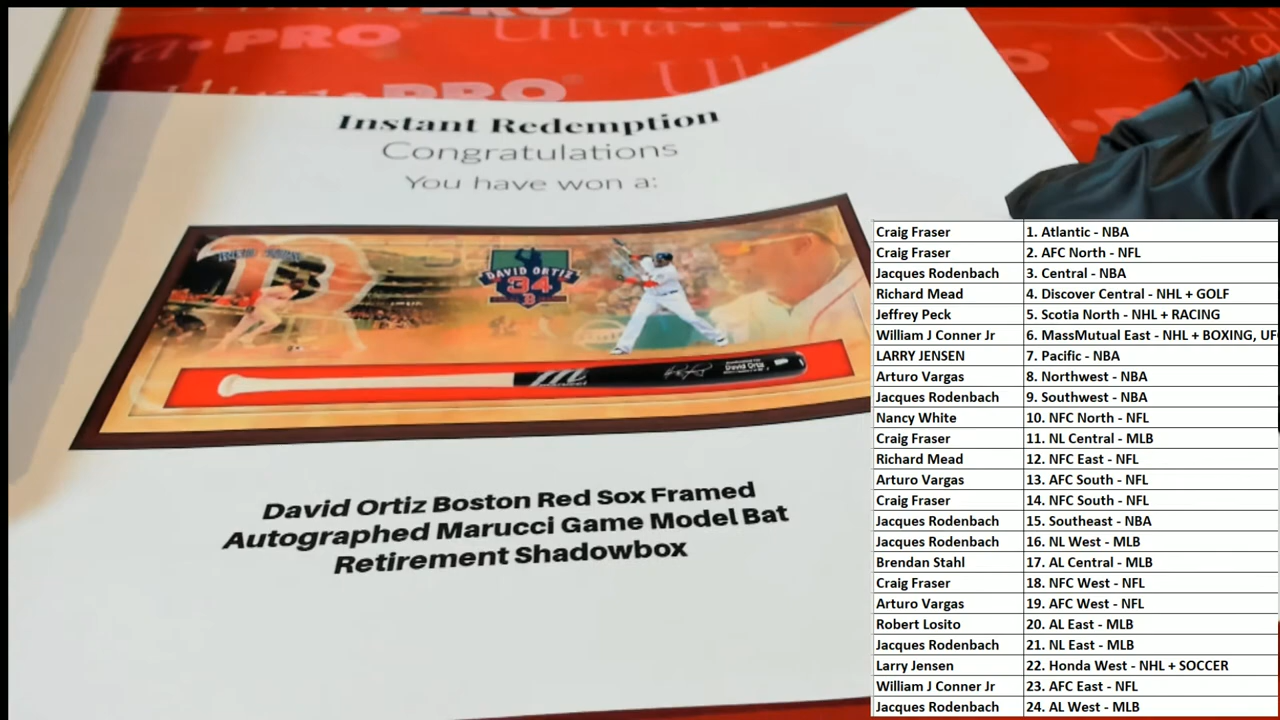 Ultra PRO
Ultra PRO
Ultra
Instant Redemption
Congratulations
You have won a:
DAVID ORTIZ
34
B
David Ortiz
David Ortiz Boston Red Sox Framed
Autographed Marucci Game Model Bat
Retirement Shadowbox
Craig Fraser 1. Atlantic - NBA
Craig Fraser 2. AFC North - NFL
Jacques Rodenbach 3. Central - NBA
Richard Mead 4. Discover Central - NHL + GOLF
Jeffrey Peck 5. Scotia North - NHL + RACING
William J Conner Jr 6. MassMutual East - NHL + BOXING, UF
LARRY JENSEN 7. Pacific - NBA
Arturo Vargas 8. Northwest - NBA
Jacques Rodenbach 9. Southwest - NBA
Nancy White 10. NFC North - NFL
Craig Fraser 11. NL Central - MLB
Richard Mead 12. NFC East - NFL
Arturo Vargas 13. AFC South - NFL
Craig Fraser 14. NFC South - NFL
Jacques Rodenbach 15. Southeast - NBA
Jacques Rodenbach 16. NL West - MLB
Brendan Stahl 17. AL Central - MLB
Craig Fraser 18. NFC West - NFL
Arturo Vargas 19. AFC West - NFL
Robert Losito 20. AL East - MLB
Jacques Rodenbach 21. NL East - MLB
Larry Jensen 22. Honda West - NHL + SOCCER
William J Conner Jr 23. AFC East - NFL
Jacques Rodenbach 24. AL West - MLB